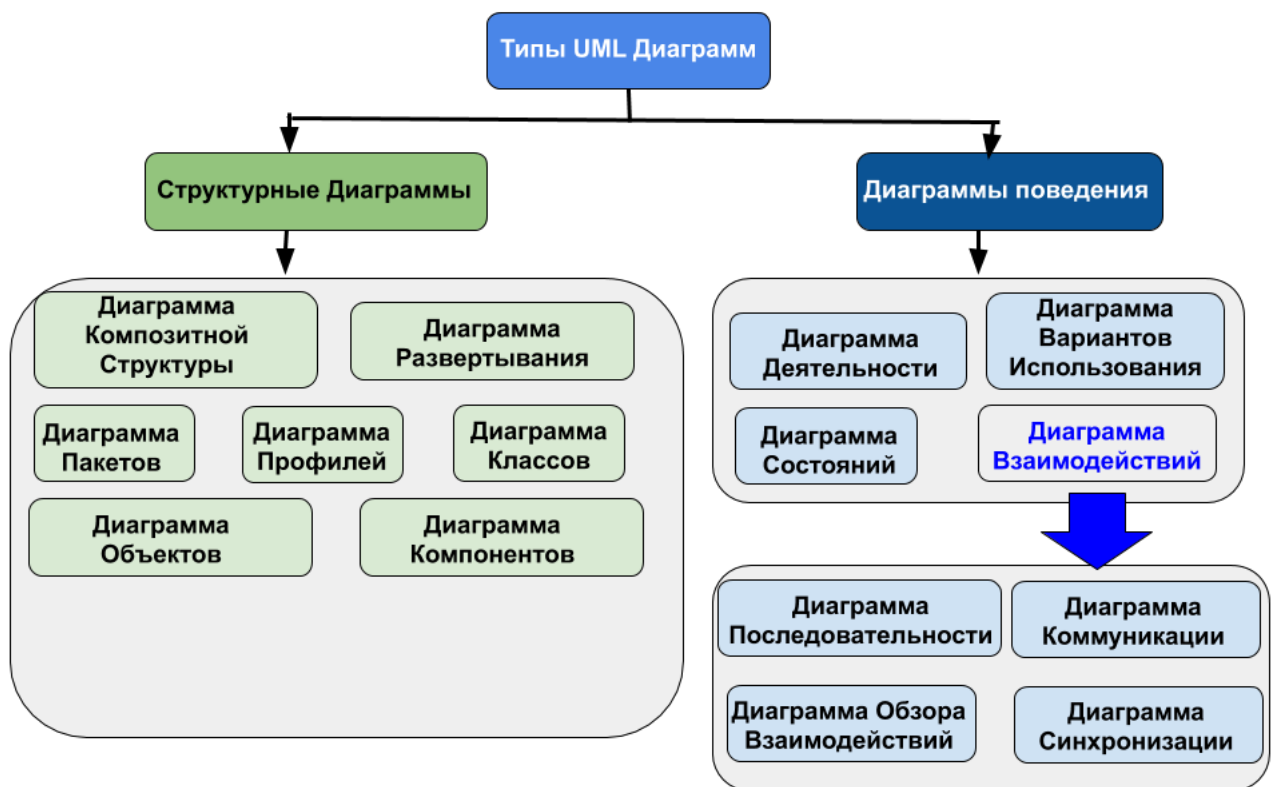 Типы UML Диаграмм
Структурные Диаграммы
Диаграммы поведения
Диаграмма
Композитной
Структуры
Диаграмма
Развертывания
Диаграмма
Пакетов
Диаграмма
Профилей
Диаграмма
Классов
Диаграмма
Объектов
Диаграмма
Компонентов
Диаграмма
Деятельности
Диаграмма
Вариантов
Использования
Диаграмма
Состояний
Диаграмма
Взаимодействий
Диаграмма
Последовательности
Диаграмма
Коммуникации
Диаграмма Обзора
Взаимодействий
Диаграмма
Синхронизации